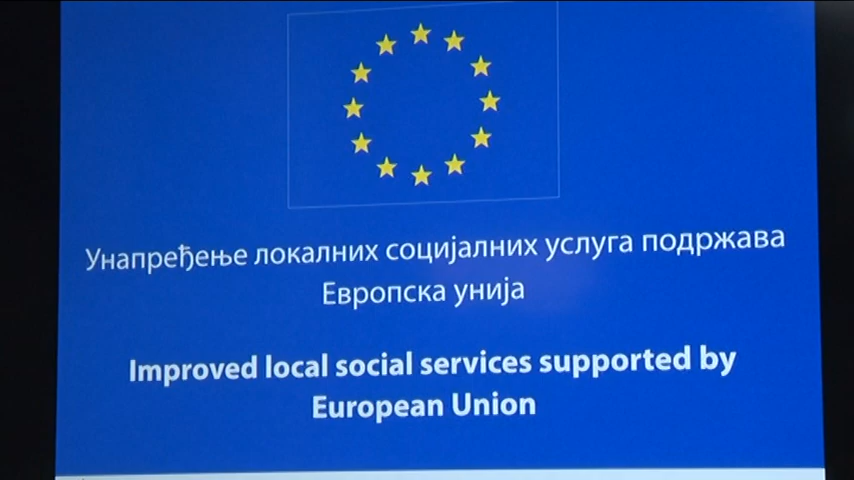 Унапређење локалних социјалних услуга подржава
Европска унија
Improved local social services supported by
European Union